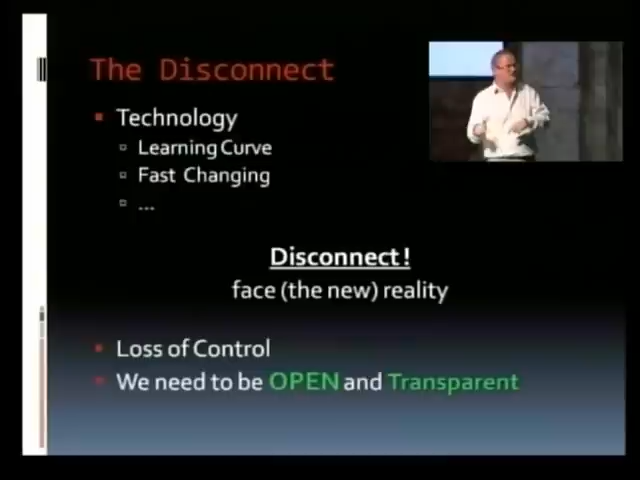 The Disconnect
Technology
Learning Curve
Fast Changing
...
Disconnect!
face (the new) reality
Loss of Control
We need to be OPEN and Transparent